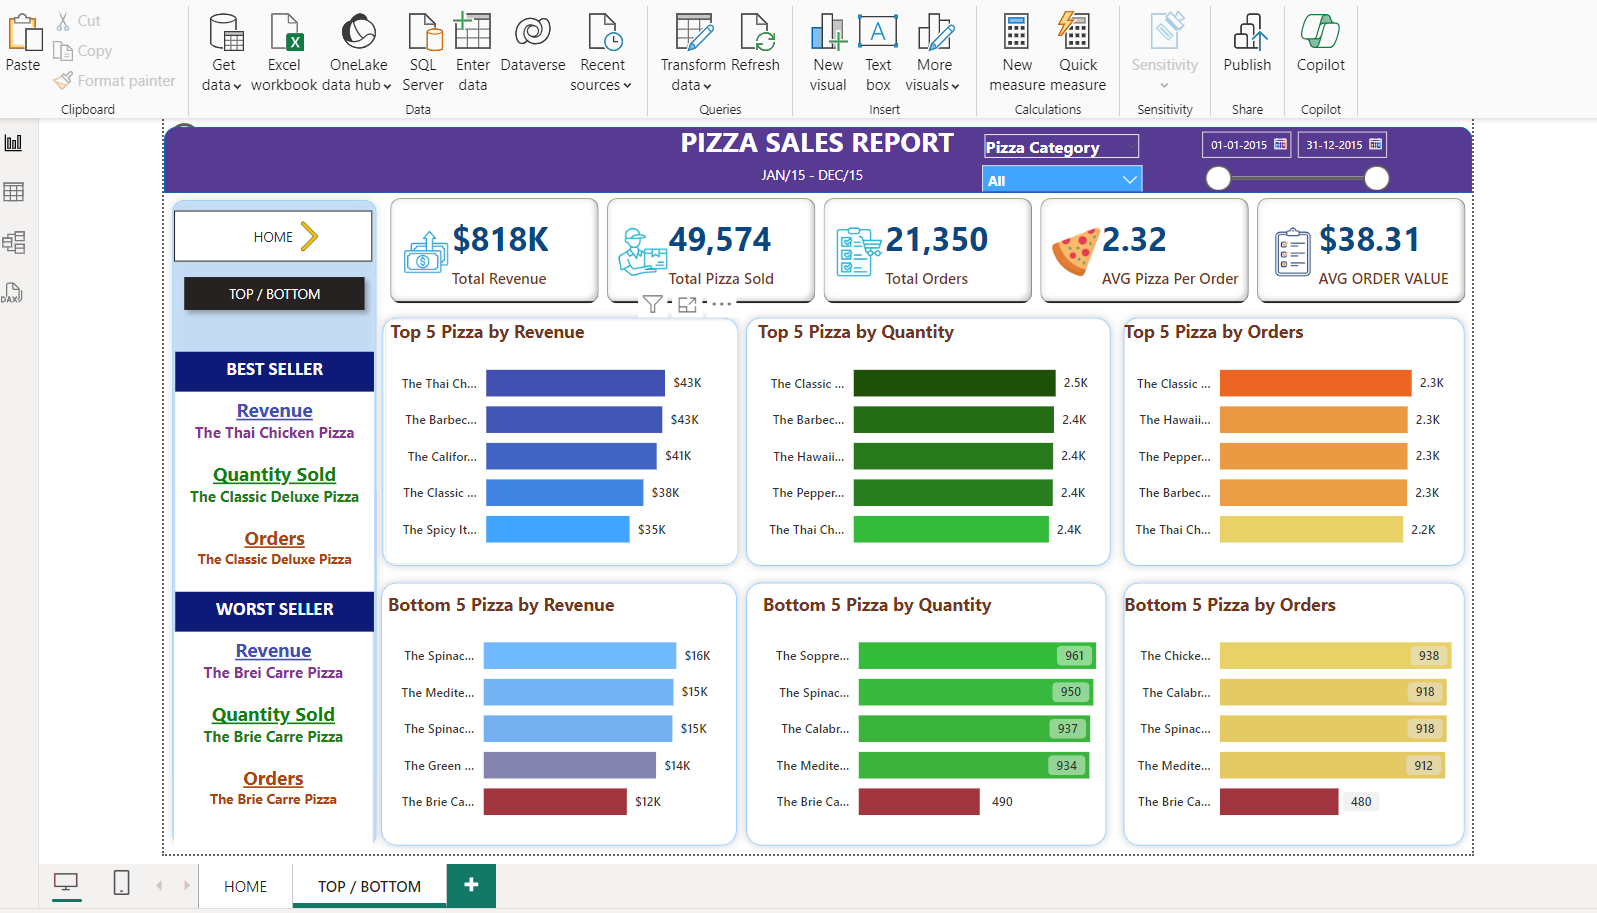 Paste
Cut
Copy
Format painter
Clipboard
Get data
Excel workbook
OneLake data hub
SQL Server
Enter data
Dataverse
Recent sources
Data
Transform data
Refresh
Queries
New visual
Text box
More visuals
Insert
New measure
Quick measure
Calculations
Sensitivity
Sensitivity
Publish
Share
Copilot
Copilot
DAX
PIZZA SALES REPORT
JAN/15 - DEC/15
Pizza Category
All
01-01-2015
31-12-2015
HOME
TOP / BOTTOM
$818K
Total Revenue
49,574
Total Pizza Sold
21,350
Total Orders
2.32
AVG Pizza Per Order
$38.31
AVG ORDER VALUE
BEST SELLER
Revenue
The Thai Chicken Pizza
Quantity Sold
The Classic Deluxe Pizza
Orders
The Classic Deluxe Pizza
WORST SELLER
Revenue
The Brei Carre Pizza
Quantity Sold
The Brie Carre Pizza
Orders
The Brie Carre Pizza
Top 5 Pizza by Revenue
The Thai Ch... $43K
The Barbec... $43K
The Califor... $41K
The Classic ... $38K
The Spicy It... $35K
Top 5 Pizza by Quantity
The Classic ... 2.5K
The Barbec... 2.4K
The Hawaii... 2.4K
The Pepper... 2.4K
The Thai Ch... 2.4K
Top 5 Pizza by Orders
The Classic ... 2.3K
The Hawaii... 2.3K
The Pepper... 2.3K
The Barbec... 2.3K
The Thai Ch... 2.2K
Bottom 5 Pizza by Revenue
The Spinac... $16K
The Medite... $15K
The Spinac... $15K
The Green ... $14K
The Brie Ca... $12K
Bottom 5 Pizza by Quantity
The Soppre... 961
The Spinac... 950
The Calabr... 937
The Medite... 934
The Brie Ca... 490
Bottom 5 Pizza by Orders
The Chicke... 938
The Calabr... 918
The Spinac... 918
The Medite... 912
The Brie Ca... 480
HOME
TOP / BOTTOM